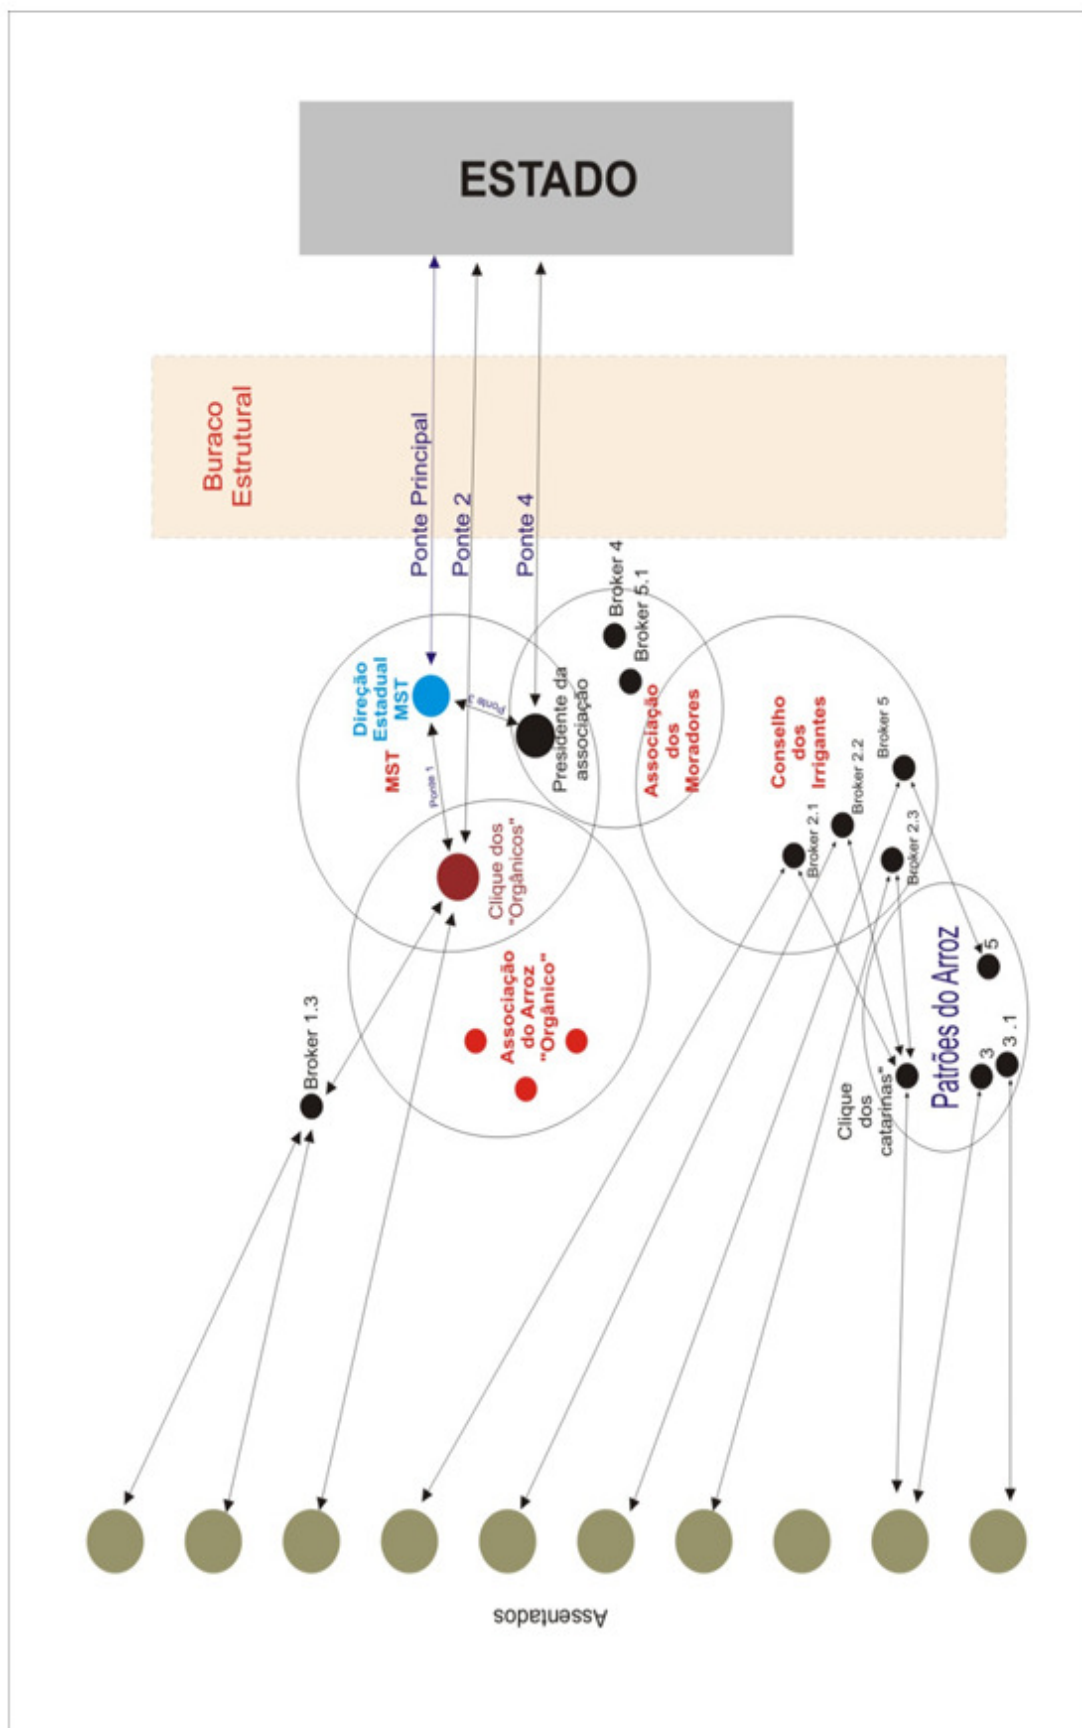 ESTADO
Buraco
Estrutural
Ponte Principal
Ponte 2
Ponte 4
Direção
Estadual
MST
MST
Ponte 1
Ponte 3
Presidente da
associação
Broker 4
Broker 5.1
Associação
dos
Moradores
Clique dos
"Orgânicos"
Conselho
dos
Irrigantes
Broker 2.1
Broker 2.2
Broker 2.3
Broker 5
Associação
do Arroz
"Orgânico"
Broker 1.3
Patrões do Arroz
5
3
3 .1
Clique
dos
catarinas"
Assentados